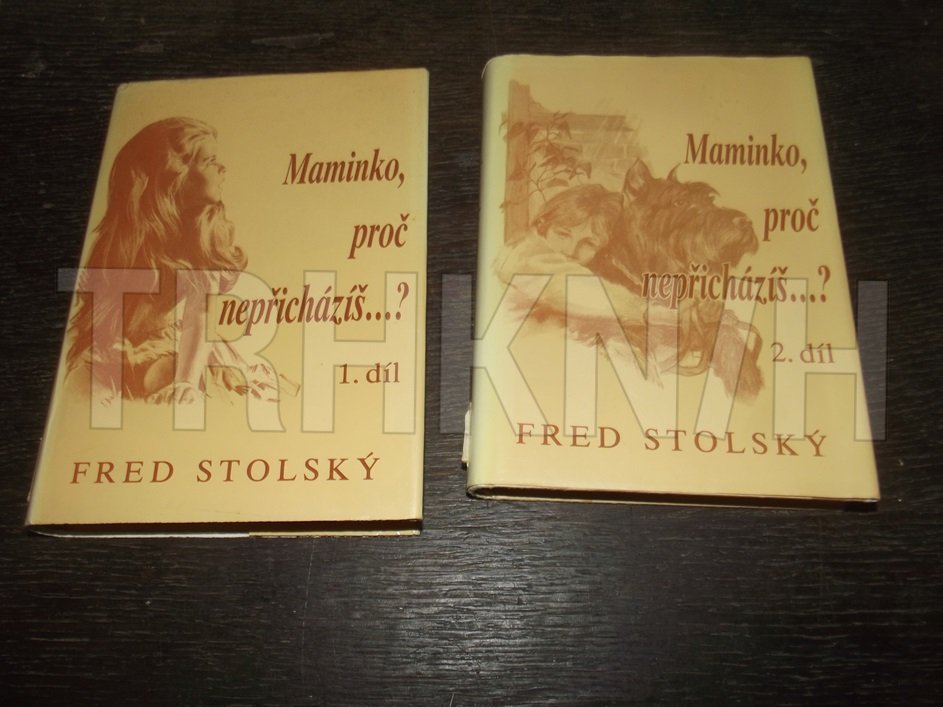 Maminko,
proč
nepřicházíš...?
1. díl
FRED STOLSKÝ
Maminko,
proč
nepřicházíš...?
2. díl
FRED STOLSKÝ
TRHKNIH